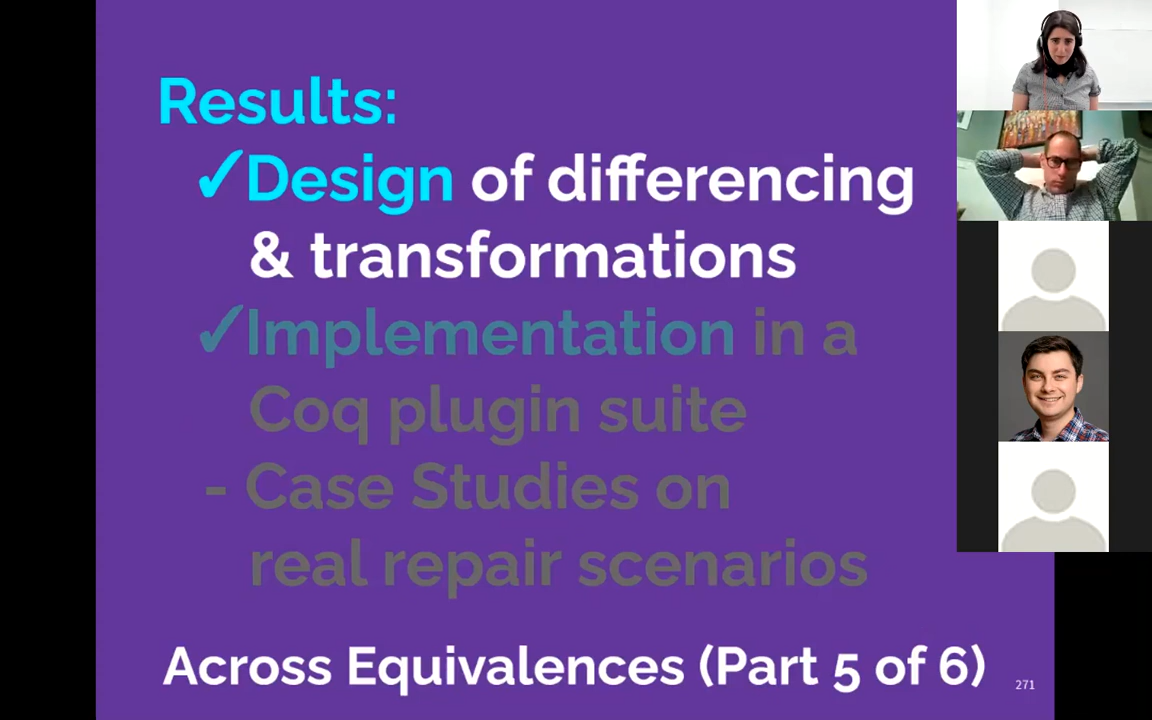 Results:
✓Design of differencing
& transformations
✓Implementation in a
Coq plugin suite
- Case Studies on
real repair scenarios
Across Equivalences (Part 5 of 6)
271